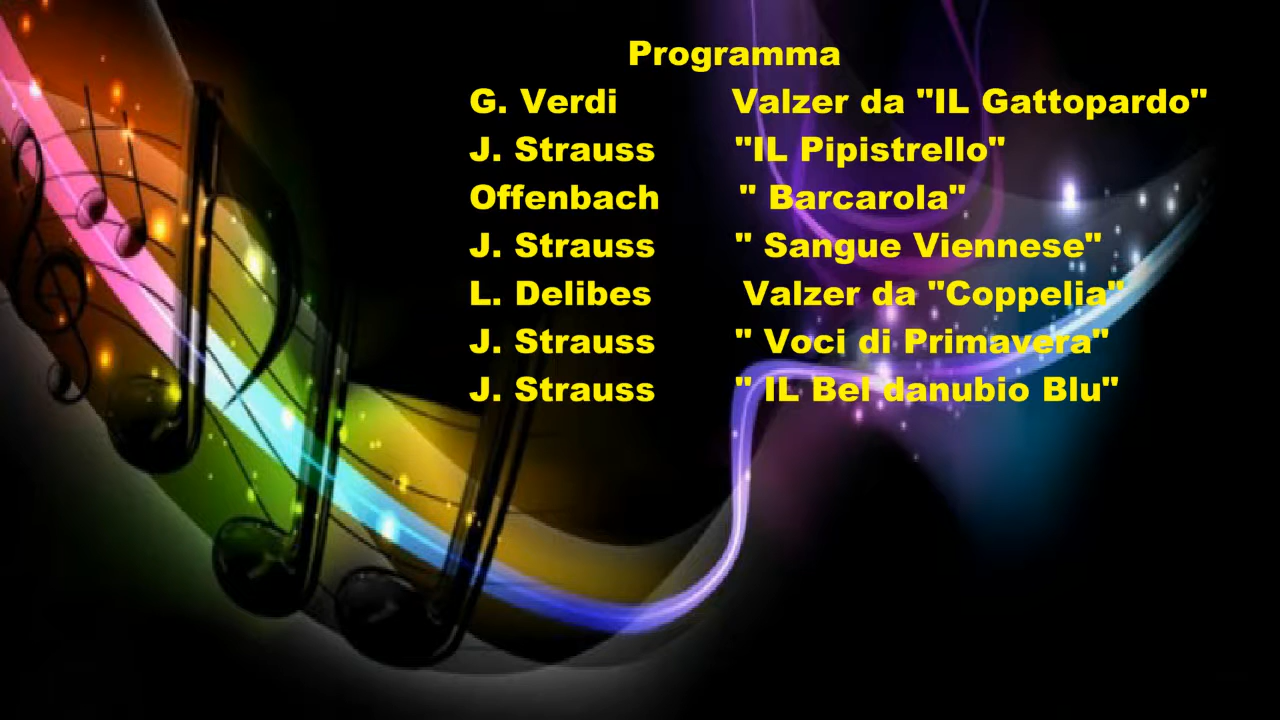 Programma
G. Verdi Valzer da "IL Gattopardo"
J. Strauss "IL Pipistrello"
Offenbach " Barcarola"
J. Strauss " Sangue Viennese"
L. Delibes Valzer da "Coppelia"
J. Strauss " Voci di Primavera"
J. Strauss " IL Bel danubio Blu"